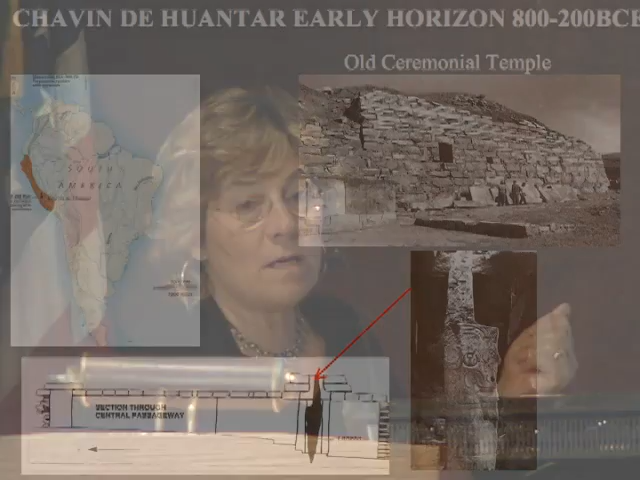 CHAVIN DE HUANTAR EARLY HORIZON 800-200BCE
Old Ceremonial Temple
SOUTH
AMERICA
SECTION THROUGH
CENTRAL PASSAGEWAY